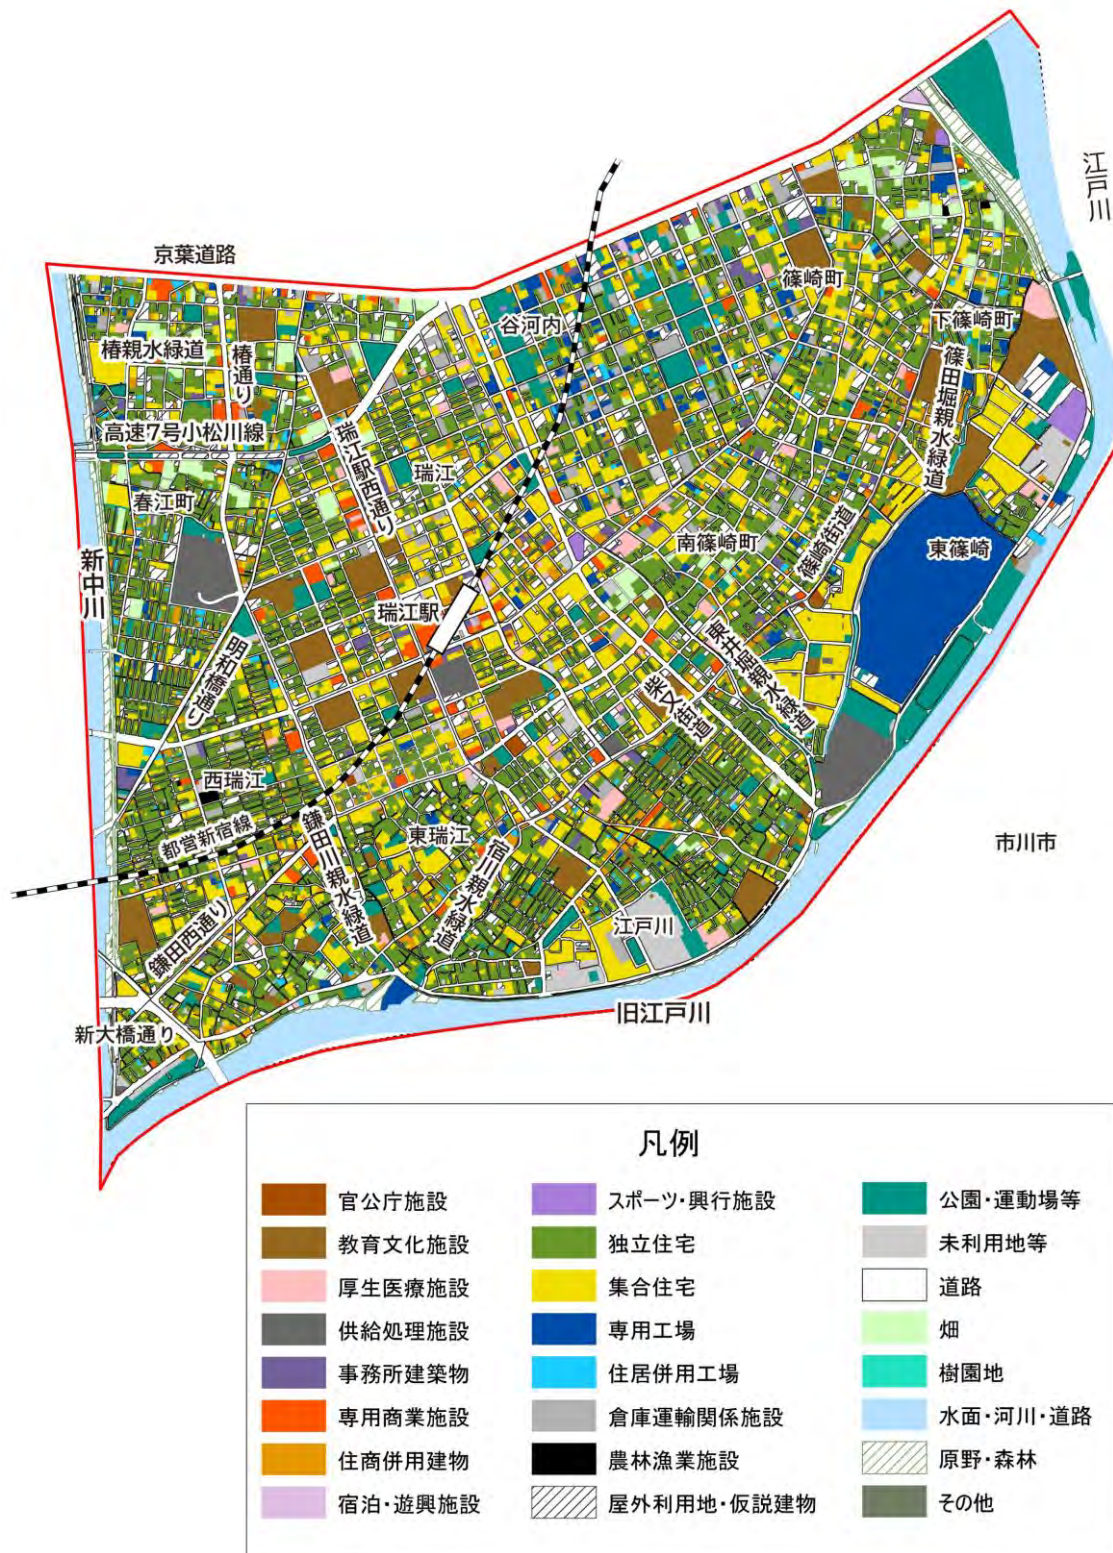 江戸川
京葉道路
篠崎町
谷河内
下篠崎町
椿親水緑道
椿通り
篠田堀親水緑道
高速7号小松川線
瑞江駅西通り
瑞江
春江町
南篠崎町
篠崎街道
東篠崎
新中川
瑞江駅
明和橋通り
東井堀親水緑道
柴又街道
西瑞江
都営新宿線
鎌田川親水緑道
東瑞江
宿川親水緑道
市川市
鎌田西通り
江戸川
新大橋通り
旧江戸川
凡例
官公庁施設
教育文化施設
厚生医療施設
供給処理施設
事務所建築物
専用商業施設
住商併用建物
宿泊・遊興施設
スポーツ・興行施設
独立住宅
集合住宅
専用工場
住居併用工場
倉庫運輸関係施設
農林漁業施設
屋外利用地・仮説建物
公園・運動場等
未利用地等
道路
畑
樹園地
水面・河川・道路
原野・森林
その他